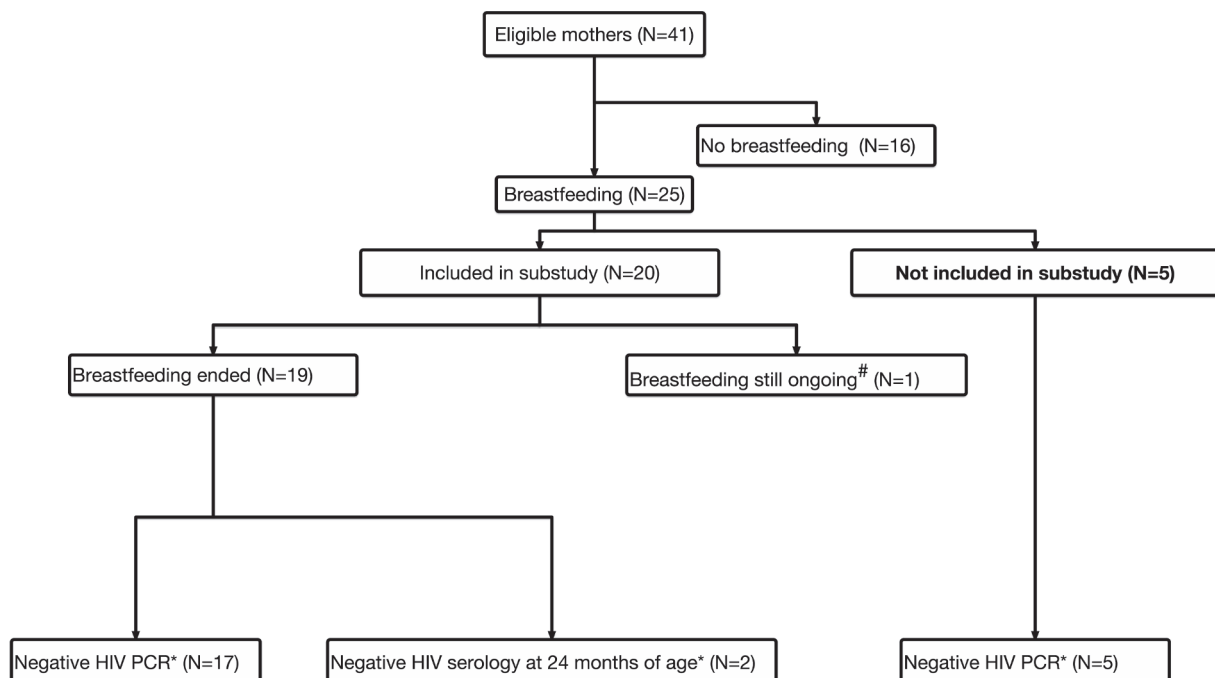 Eligible mothers (N=41)
No breastfeeding (N=16)
Breastfeeding (N=25)
Included in substudy (N=20)
Not included in substudy (N=5)
Breastfeeding ended (N=19)
Breastfeeding still ongoing# (N=1)
Negative HIV PCR* (N=17)
Negative HIV serology at 24 months of age* (N=2)
Negative HIV PCR* (N=5)